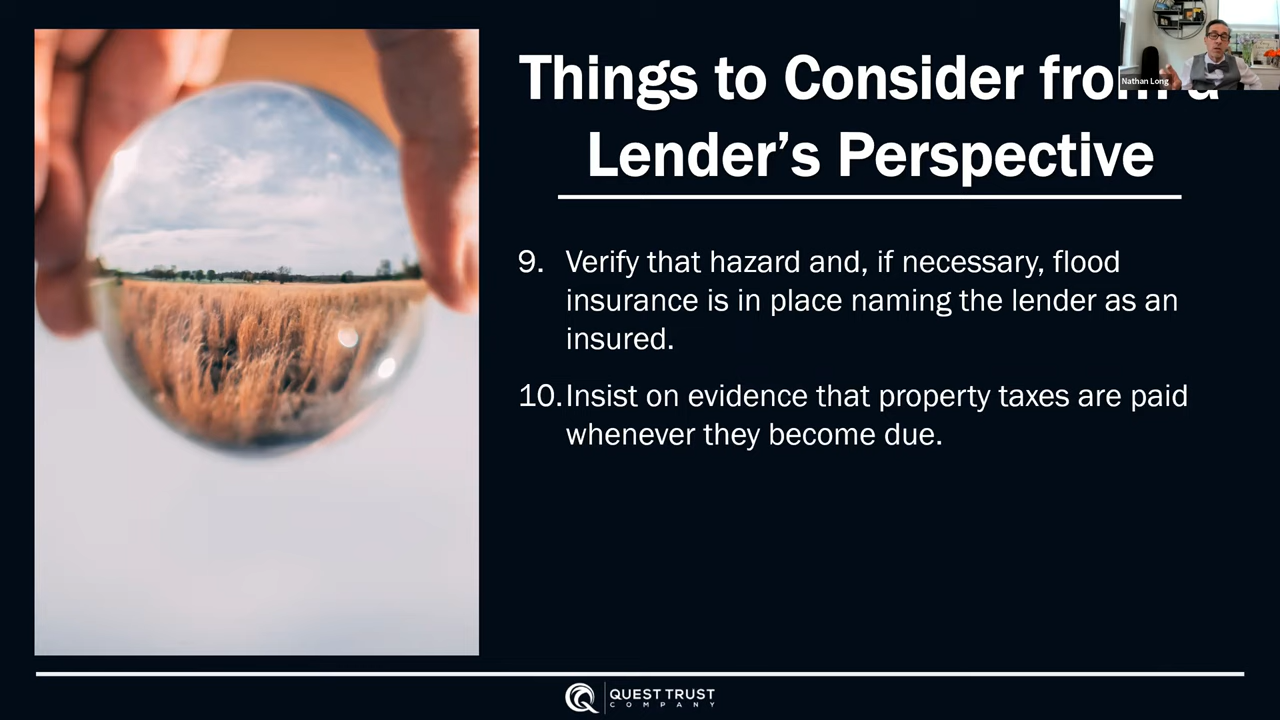 Things to Consider from a
Lender's Perspective
Nathan Long
9. Verify that hazard and, if necessary, flood
insurance is in place naming the lender as an
insured.
10. Insist on evidence that property taxes are paid
whenever they become due.
QUEST TRUST
COMPANY